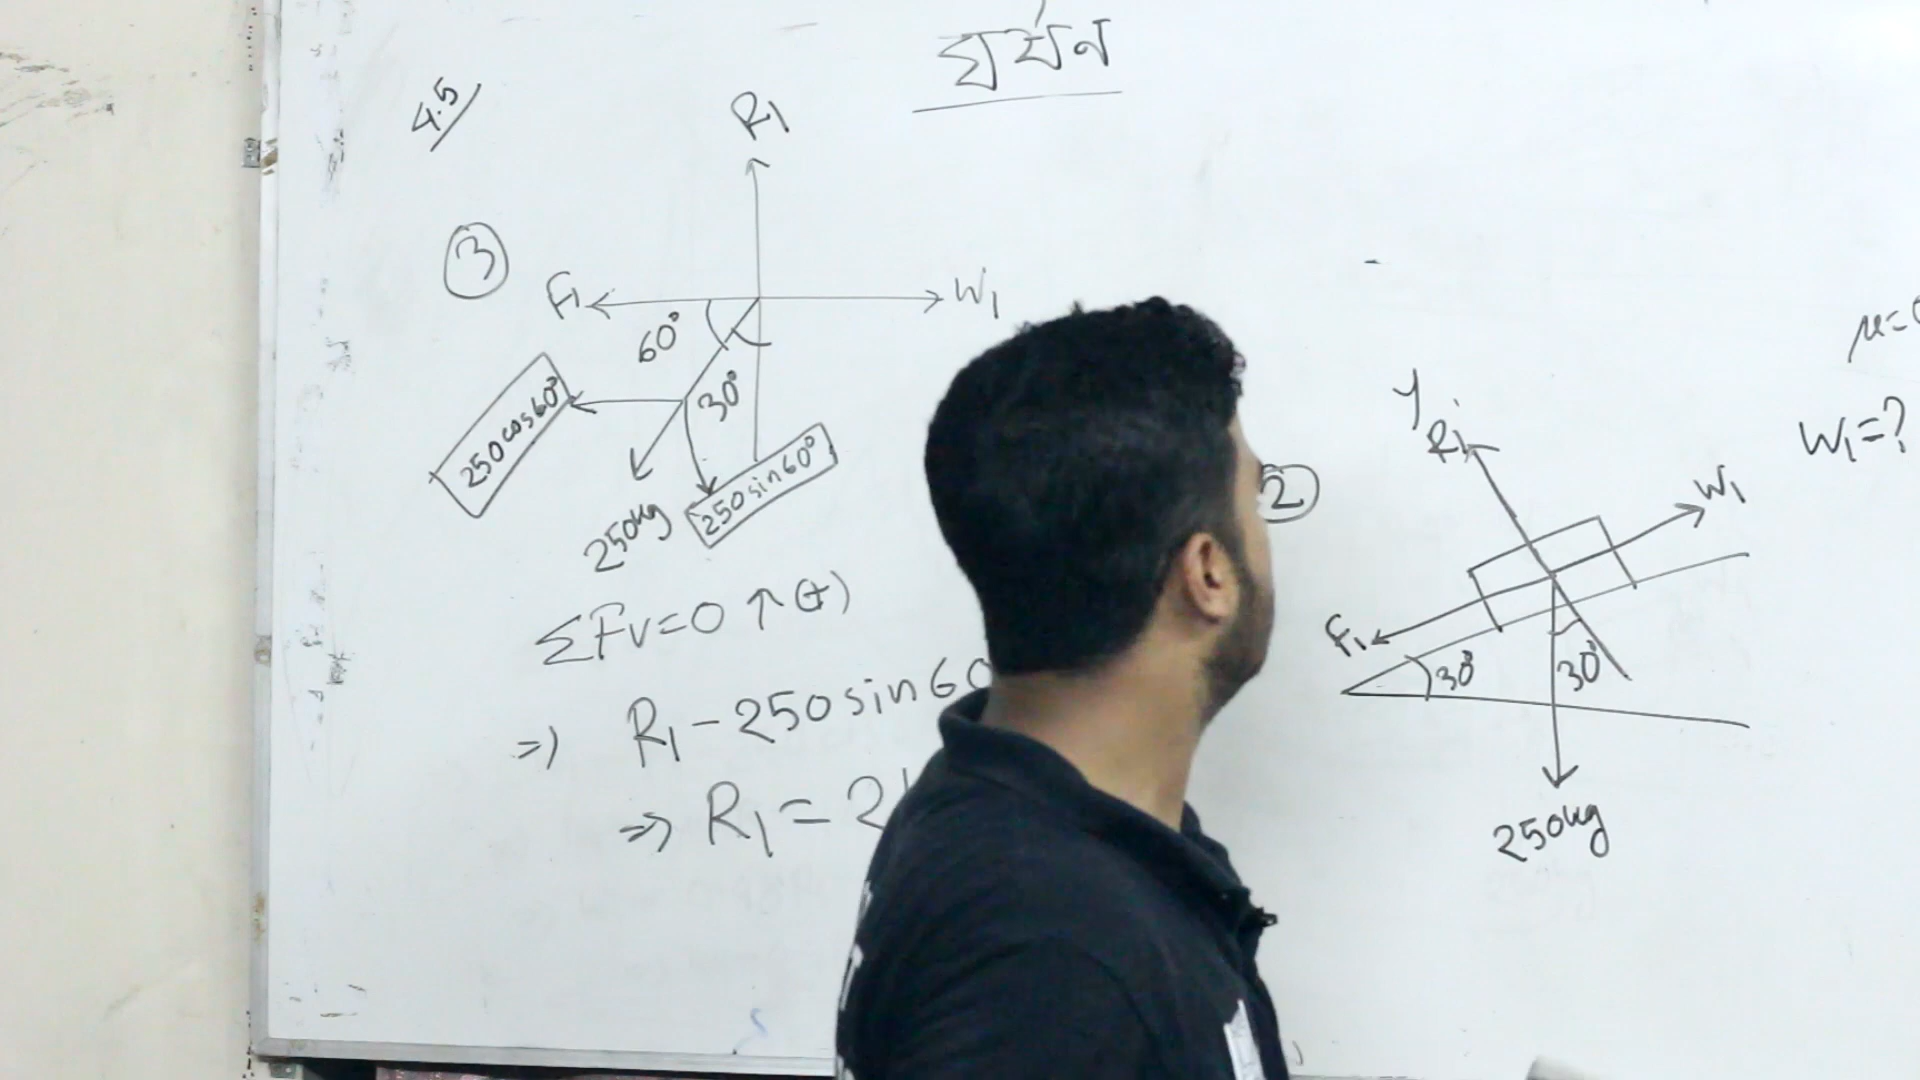 ঘর্ষন
4.5
R1
3
F1
W1
60°
30°
250cos60°
250kg
250sin60°
ΣFv=0 ↑(+)
⇒ R1-250sin60
⇒ R1=2
μ=
W1=?
2
y
R1
W1
F1
30°
30°
250kg